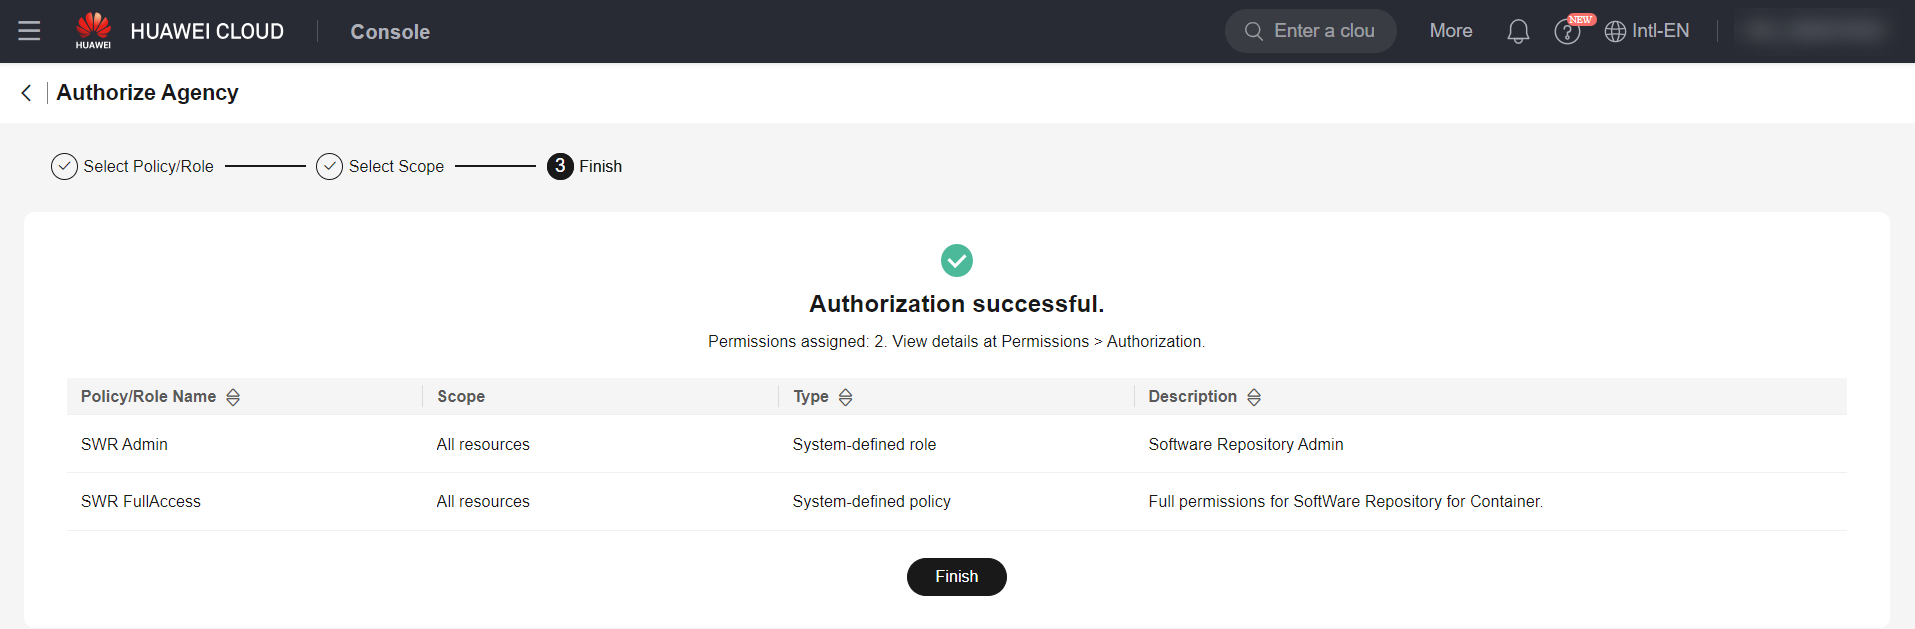 HUAWEI
HUAWEI CLOUD
Console
Enter a clou
More
NEW
Intl-EN
Authorize Agency
Select Policy/Role
Select Scope
3 Finish
Authorization successful.
Permissions assigned: 2. View details at Permissions > Authorization.
Policy/Role Name Scope Type Description
SWR Admin All resources System-defined role Software Repository Admin
SWR FullAccess All resources System-defined policy Full permissions for SoftWare Repository for Container.
Finish